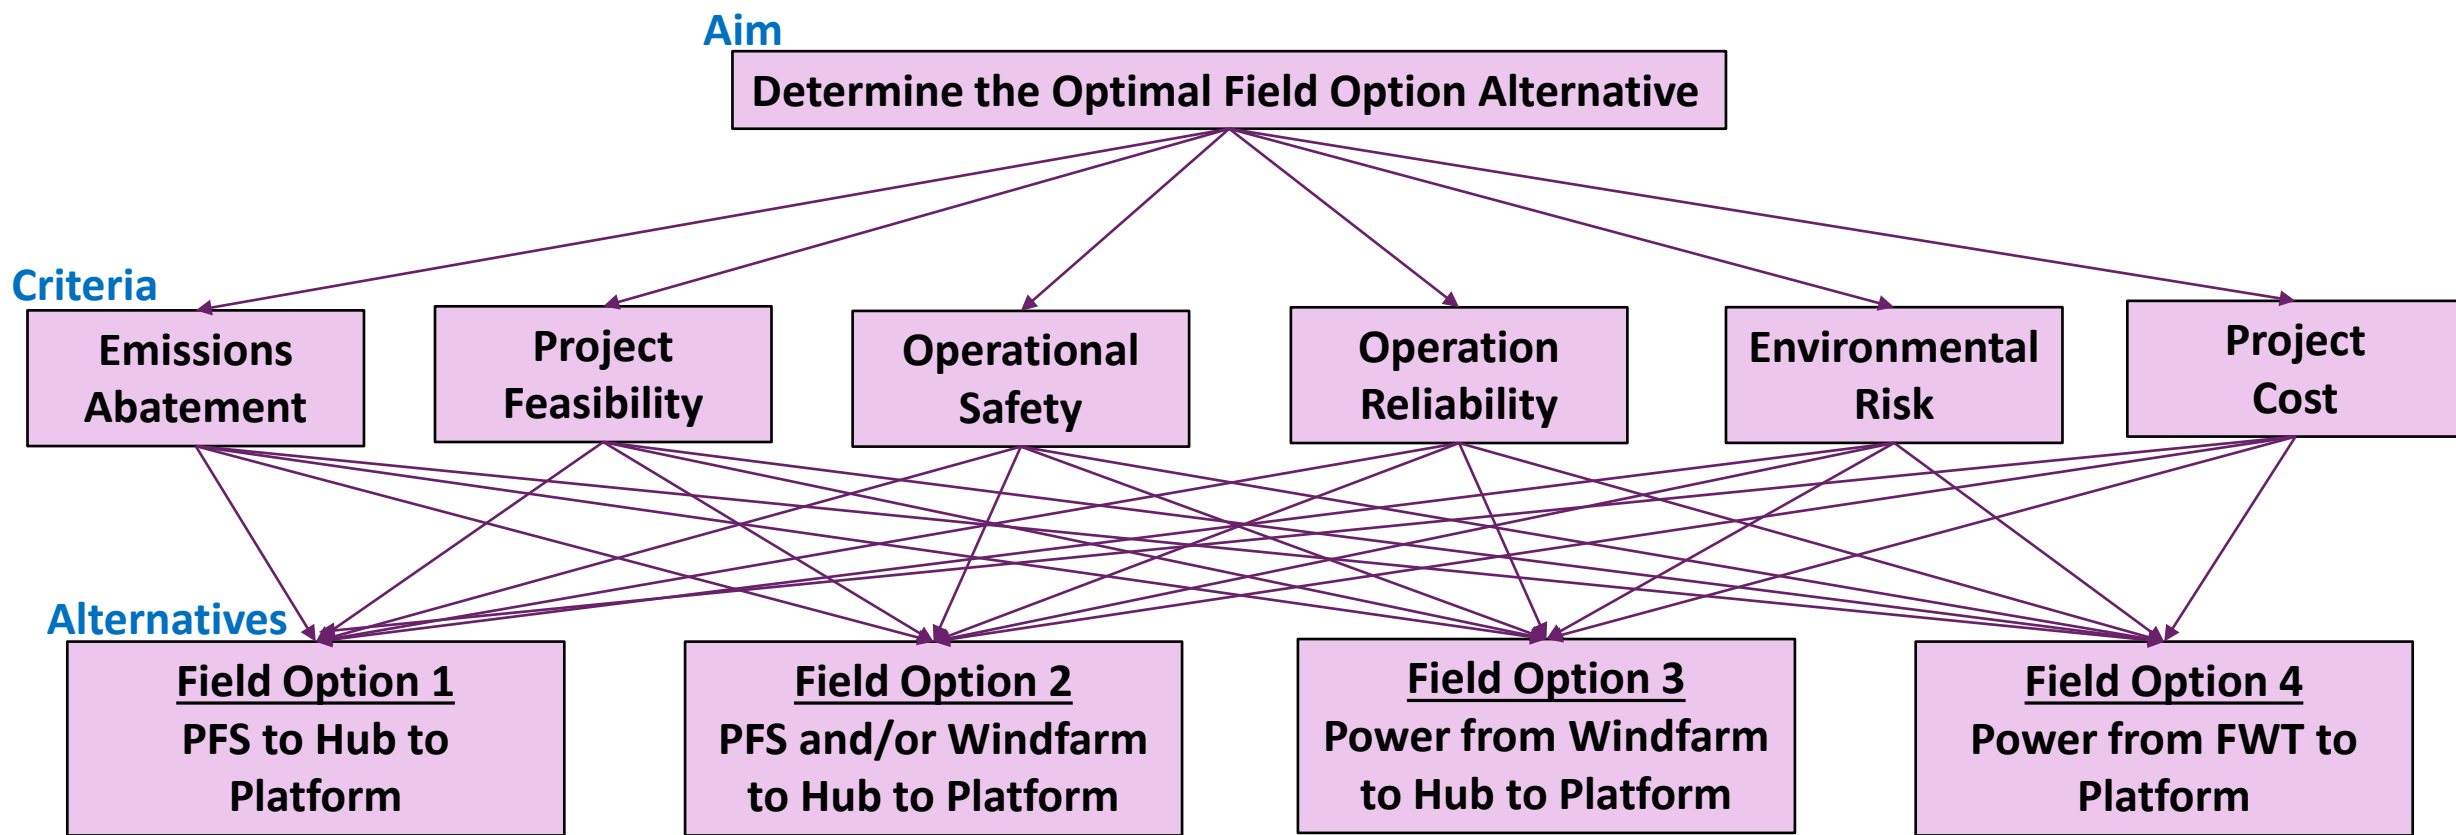 Aim
Determine the Optimal Field Option Alternative
Criteria
Emissions
Abatement
Project
Feasibility
Operational
Safety
Operation
Reliability
Environmental
Risk
Project
Cost
Alternatives
Field Option 1
PFS to Hub to
Platform
Field Option 2
PFS and/or Windfarm
to Hub to Platform
Field Option 3
Power from Windfarm
to Hub to Platform
Field Option 4
Power from FWT to
Platform